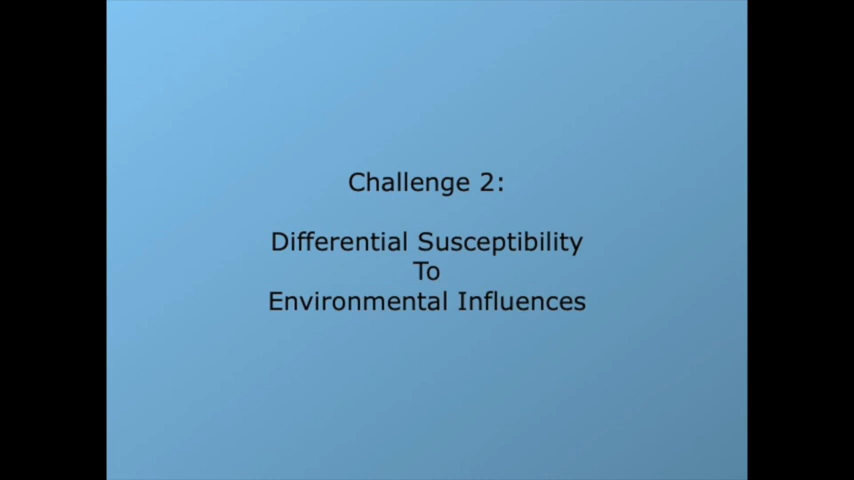 Challenge 2:
Differential Susceptibility
To
Environmental Influences